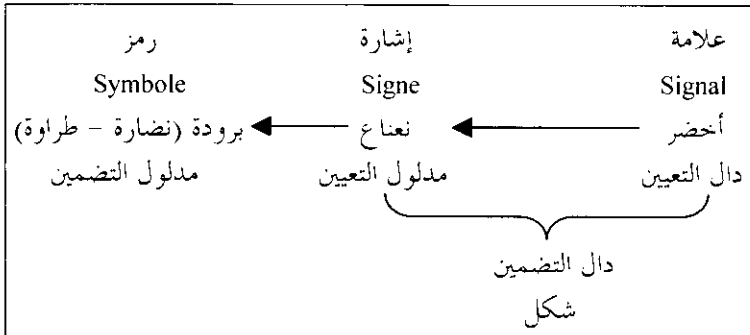 علامة إشارة رمز
Signal Signe Symbole
أخضر نعناع برودة (نضارة - طراوة)
دال التعيين مدلول التعيين مدلول التضمين
دال التضمين
شكل